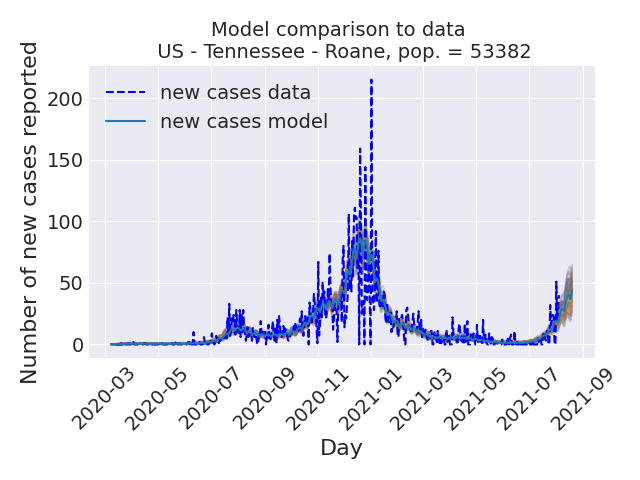 Model comparison to data
US - Tennessee - Roane, pop. = 53382
Number of new cases reported
200
150
100
50
0
new cases data
new cases model
2020-03
2020-05
2020-07
2020-09
2020-11
2021-01
2021-03
2021-05
2021-07
2021-09
Day